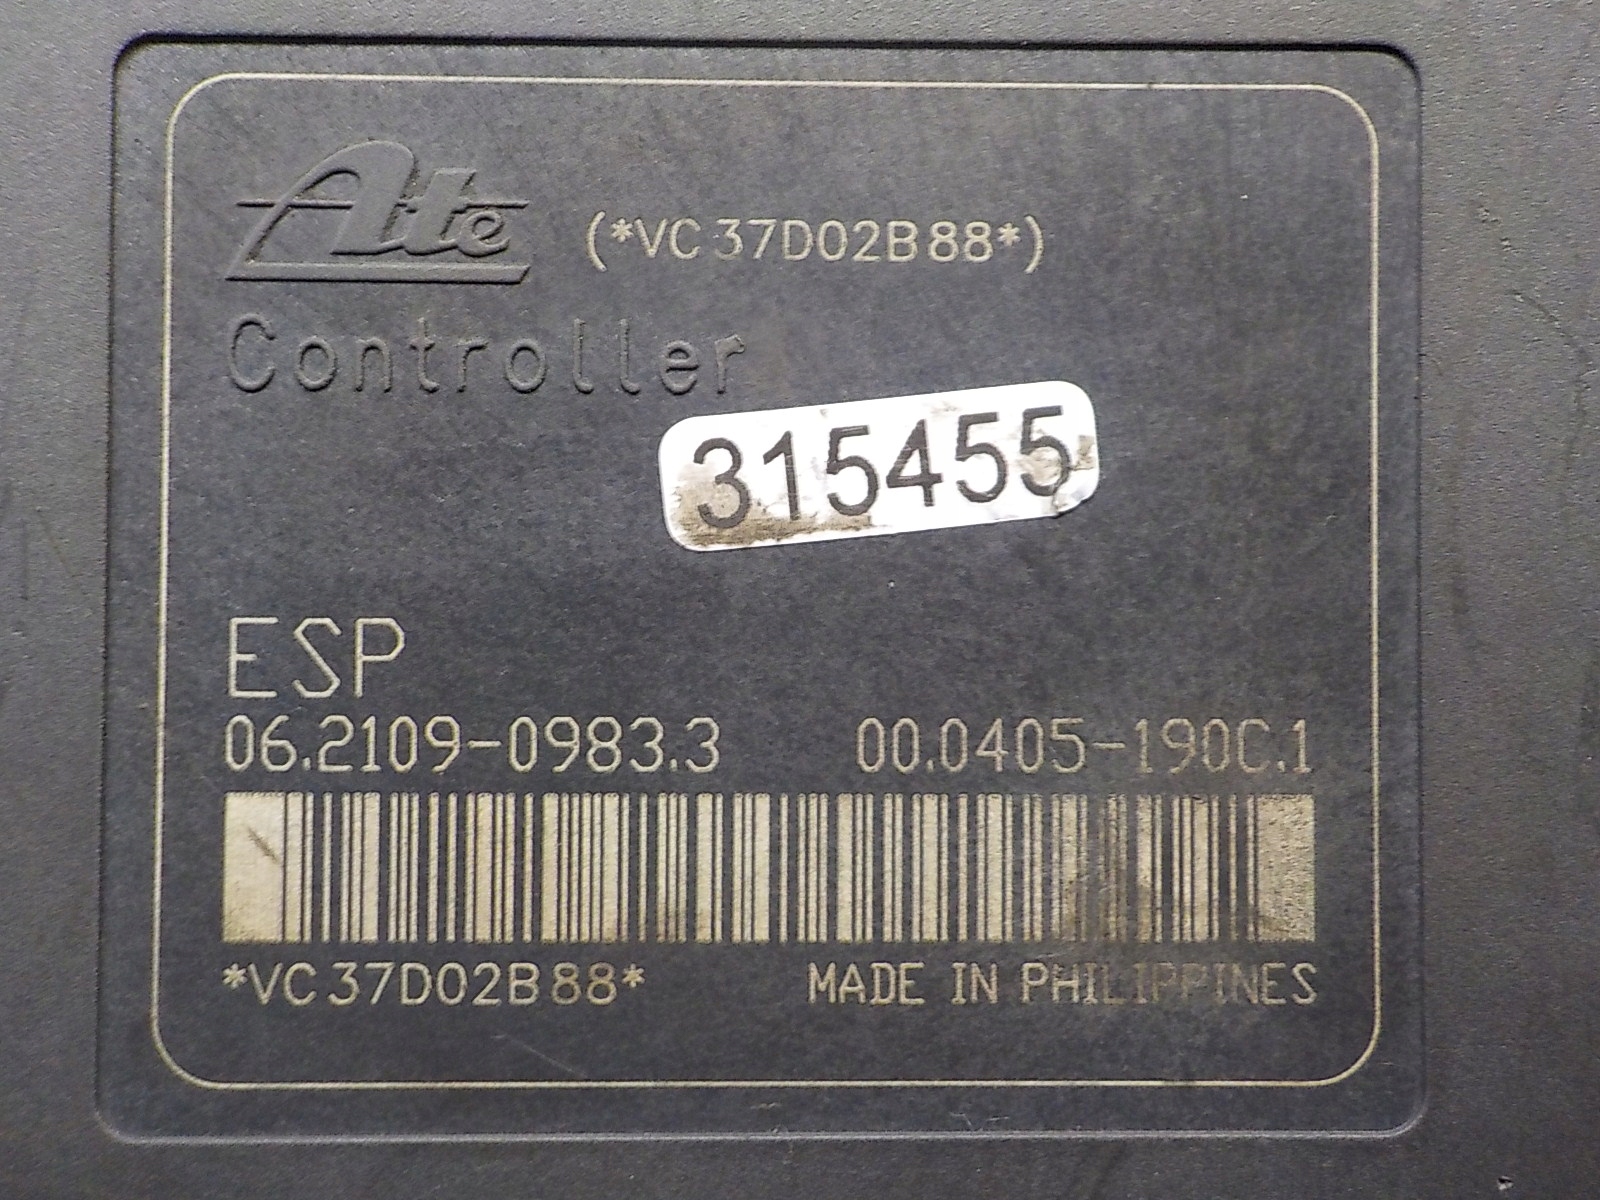 Ate (*VC37D02B88*)
Controller
315455
ESP
06.2109-0983.3 00.0405-190C.1
*VC37D02B88* MADE IN PHILIPPINES